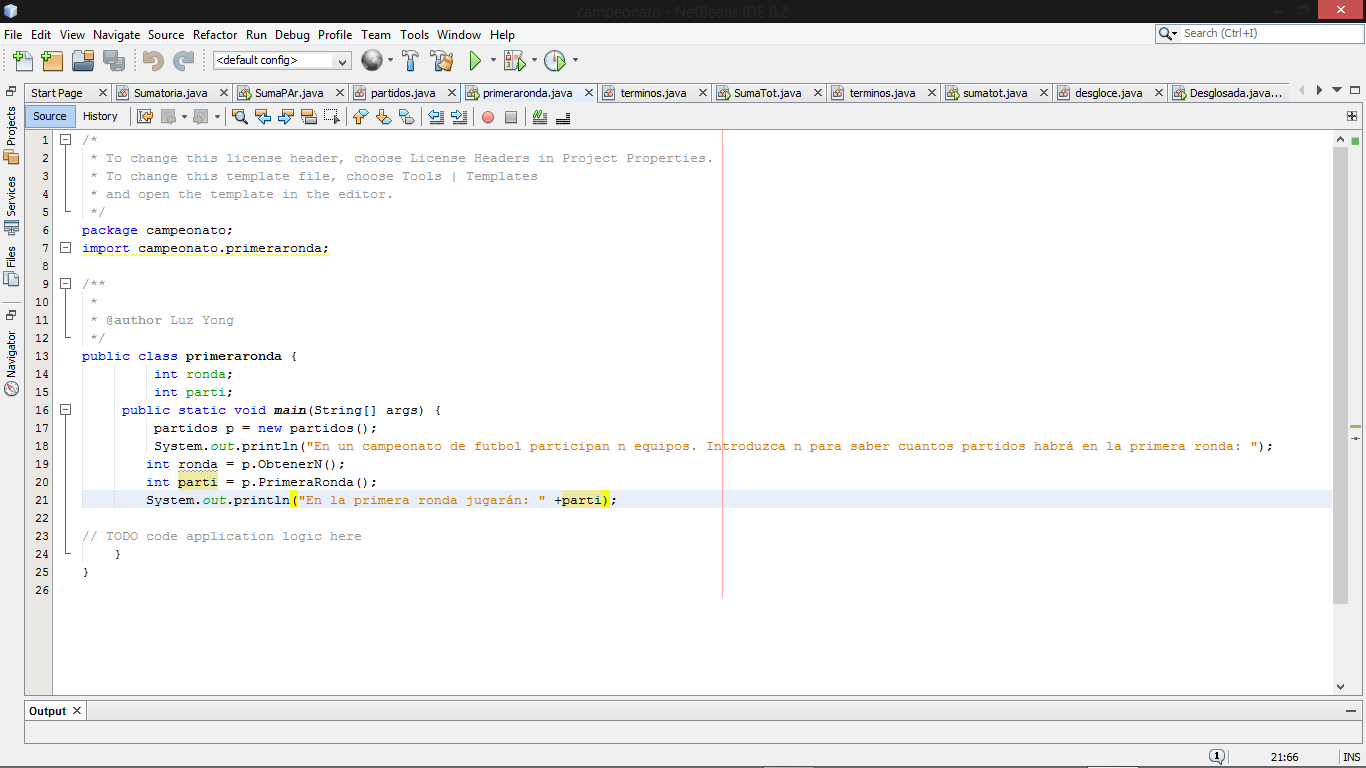 campeonato - NetBeans IDE 8.2
File Edit View Navigate Source Refactor Run Debug Profile Team Tools Window Help
Search (Ctrl+I)
<default config>
Start Page Sumatoria.java SumaPAr.java partidos.java primeraronda.java terminos.java SumaTot.java terminos.java sumatot.java desgloce.java Desglosada.java...
Source History
Projects
Services
Files
Navigator
1 /*
2 * To change this license header, choose License Headers in Project Properties.
3 * To change this template file, choose Tools | Templates
4 * and open the template in the editor.
5 */
6 package campeonato;
7 import campeonato.primeraronda;
8
9 /**
10 *
11 * @author Luz Yong
12 */
13 public class primeraronda {
14 int ronda;
15 int parti;
16 public static void main(String[] args) {
17 partidos p = new partidos();
18 System.out.println("En un campeonato de futbol participan n equipos. Introduzca n para saber cuantos partidos habrá en la primera ronda: ");
19 int ronda = p.ObtenerN();
20 int parti = p.PrimeraRonda();
21 System.out.println("En la primera ronda jugarán: " +parti);
22
23 // TODO code application logic here
24 }
25 }
26
Output
1 21:66 INS